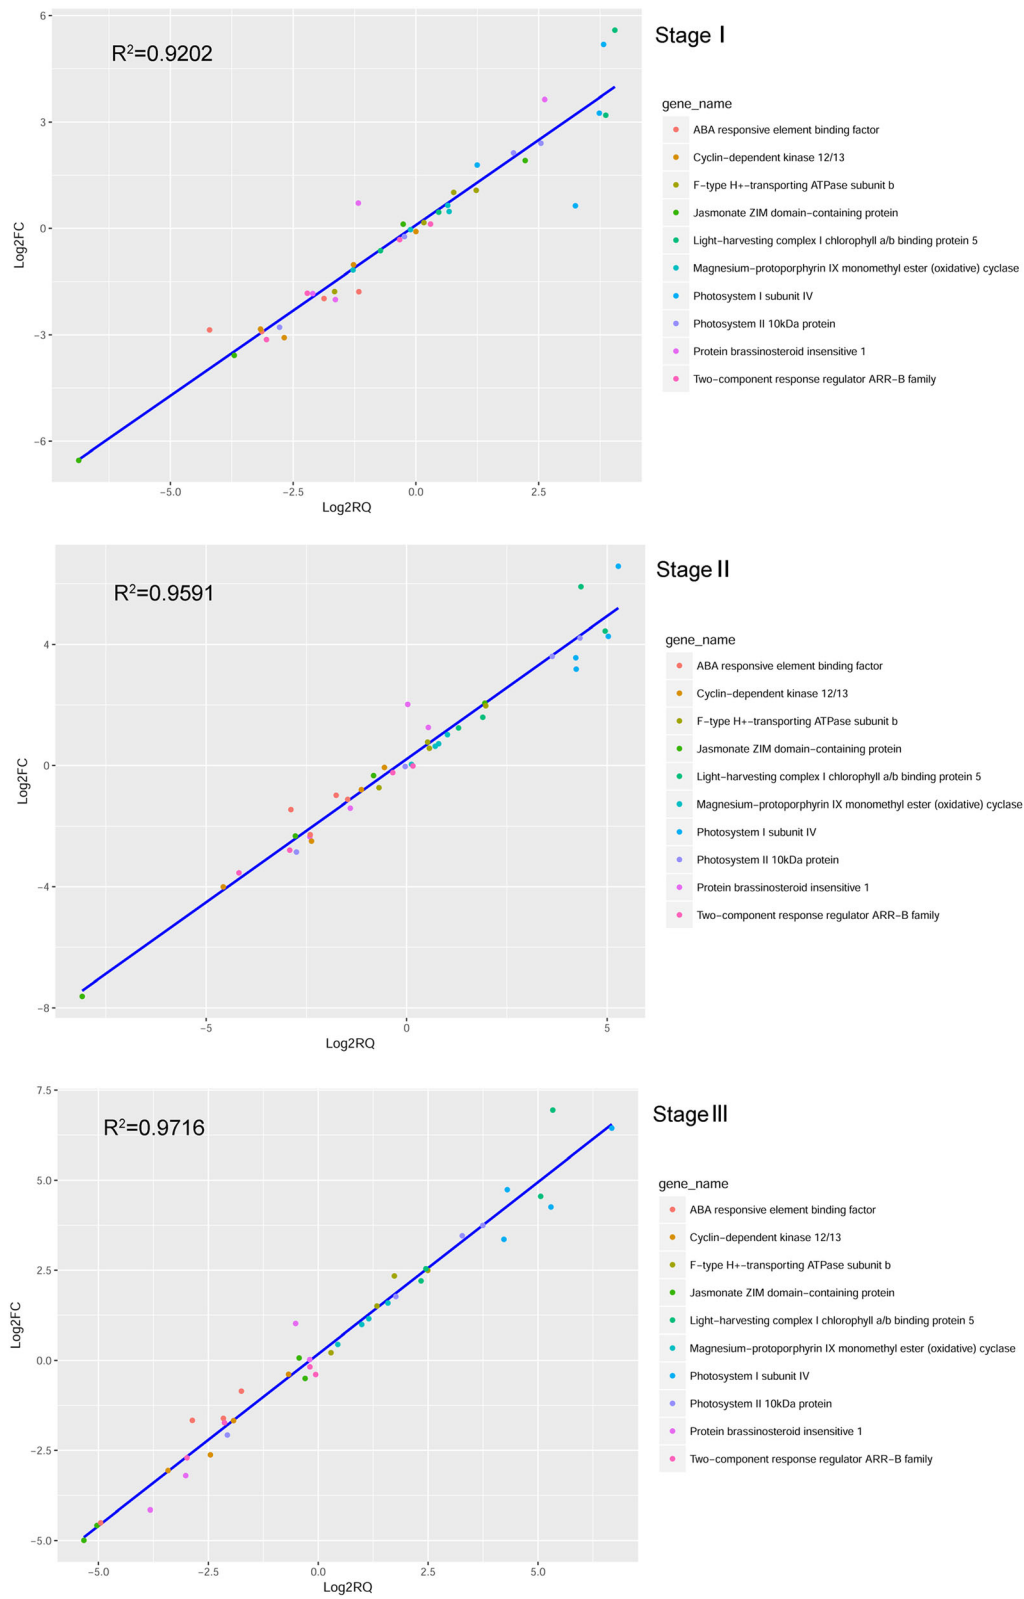 Stage I
R²=0.9202
6
3
0
−3
−6
Log2FC
−5.0 −2.5 0.0 2.5
Log2RQ
gene_name
ABA responsive element binding factor
Cyclin−dependent kinase 12/13
F−type H+−transporting ATPase subunit b
Jasmonate ZIM domain−containing protein
Light−harvesting complex I chlorophyll a/b binding protein 5
Magnesium−protoporphyrin IX monomethyl ester (oxidative) cyclase
Photosystem I subunit IV
Photosystem II 10kDa protein
Protein brassinosteroid insensitive 1
Two−component response regulator ARR−B family
Stage II
R²=0.9591
4
0
−4
−8
Log2FC
−5 0 5
Log2RQ
gene_name
ABA responsive element binding factor
Cyclin−dependent kinase 12/13
F−type H+−transporting ATPase subunit b
Jasmonate ZIM domain−containing protein
Light−harvesting complex I chlorophyll a/b binding protein 5
Magnesium−protoporphyrin IX monomethyl ester (oxidative) cyclase
Photosystem I subunit IV
Photosystem II 10kDa protein
Protein brassinosteroid insensitive 1
Two−component response regulator ARR−B family
Stage III
R²=0.9716
7.5
5.0
2.5
0.0
−2.5
−5.0
Log2FC
−5.0 −2.5 0.0 2.5 5.0
Log2RQ
gene_name
ABA responsive element binding factor
Cyclin−dependent kinase 12/13
F−type H+−transporting ATPase subunit b
Jasmonate ZIM domain−containing protein
Light−harvesting complex I chlorophyll a/b binding protein 5
Magnesium−protoporphyrin IX monomethyl ester (oxidative) cyclase
Photosystem I subunit IV
Photosystem II 10kDa protein
Protein brassinosteroid insensitive 1
Two−component response regulator ARR−B family